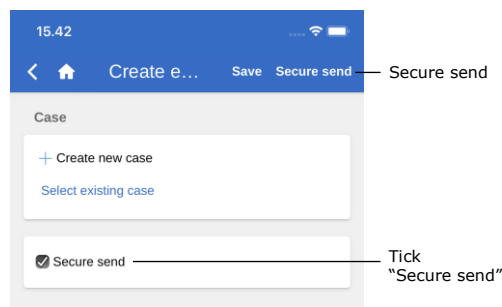 15.42
Create e... Save Secure send
Secure send
Case
Create new case
Select existing case
Secure send
Tick
“Secure send”